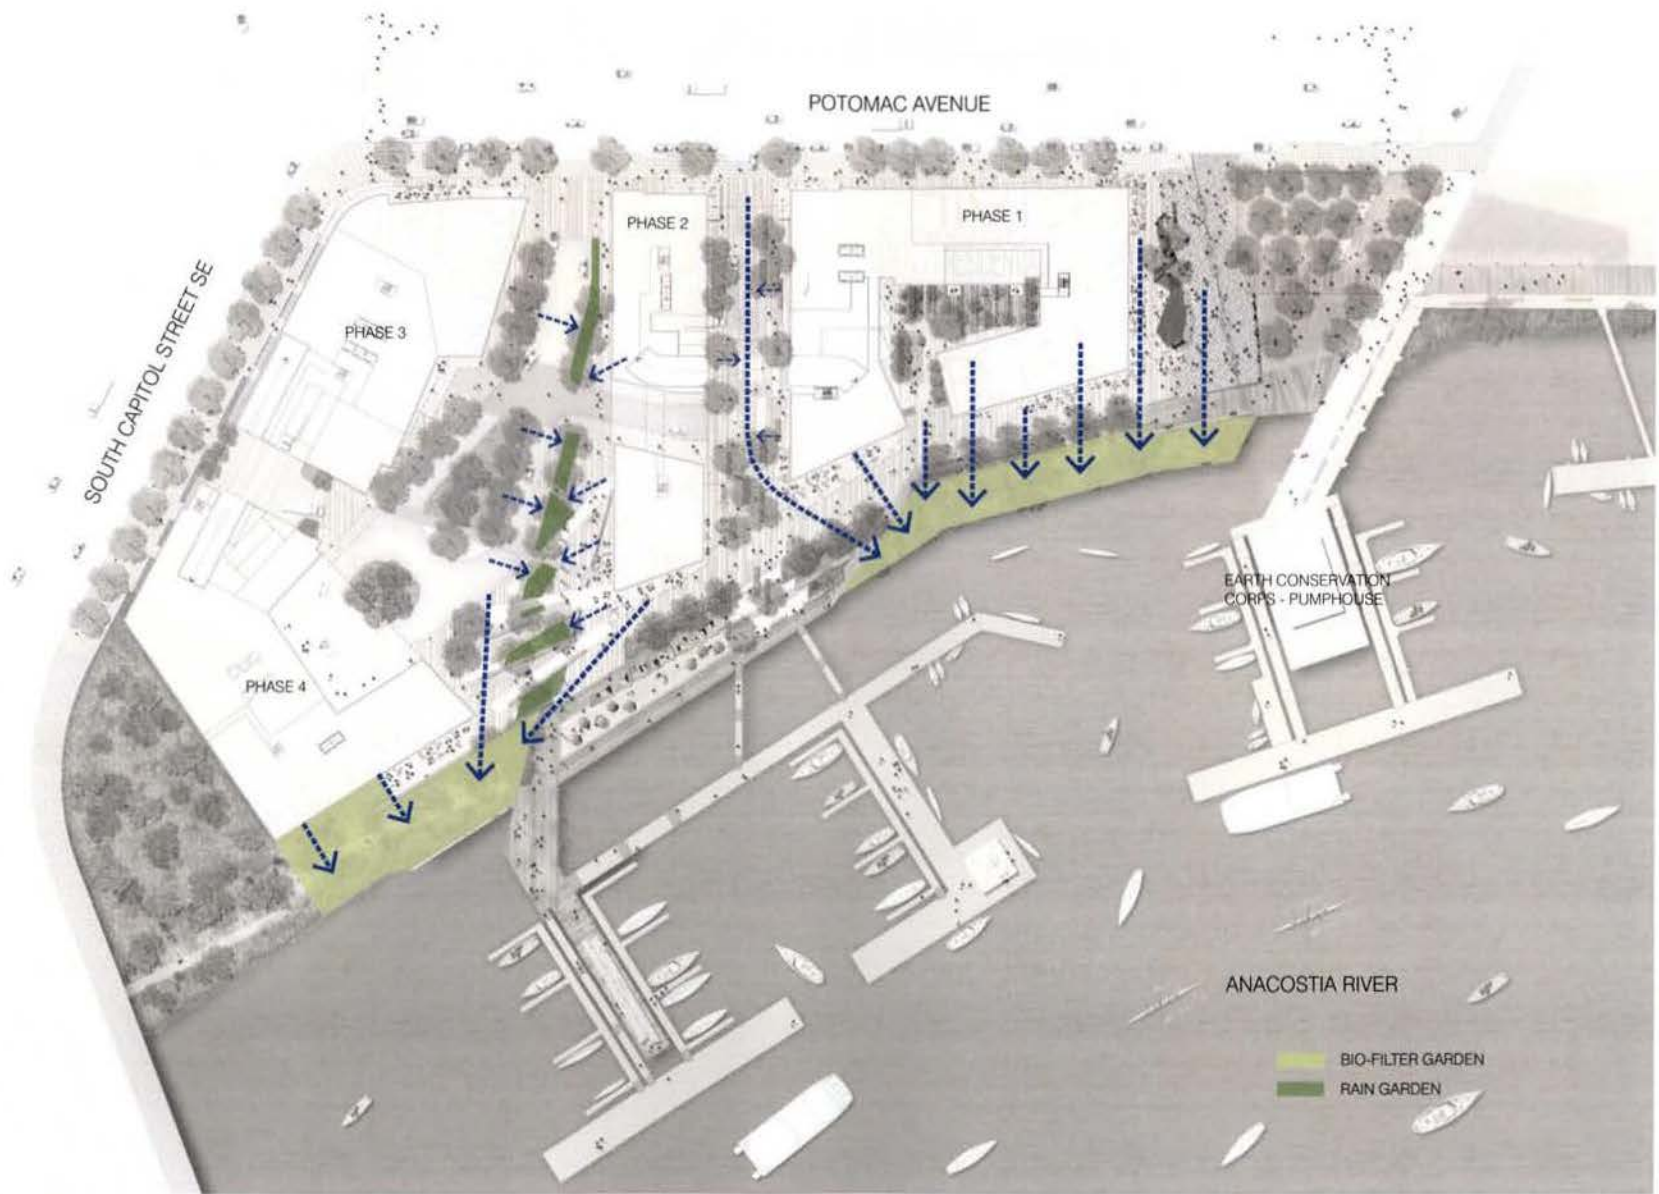 POTOMAC AVENUE
PHASE 2
PHASE 1
PHASE 3
SOUTH CAPITOL STREET SE
EARTH CONSERVATION
CORPS - PUMPHOUSE
PHASE 4
ANACOSTIA RIVER
BIO-FILTER GARDEN
RAIN GARDEN